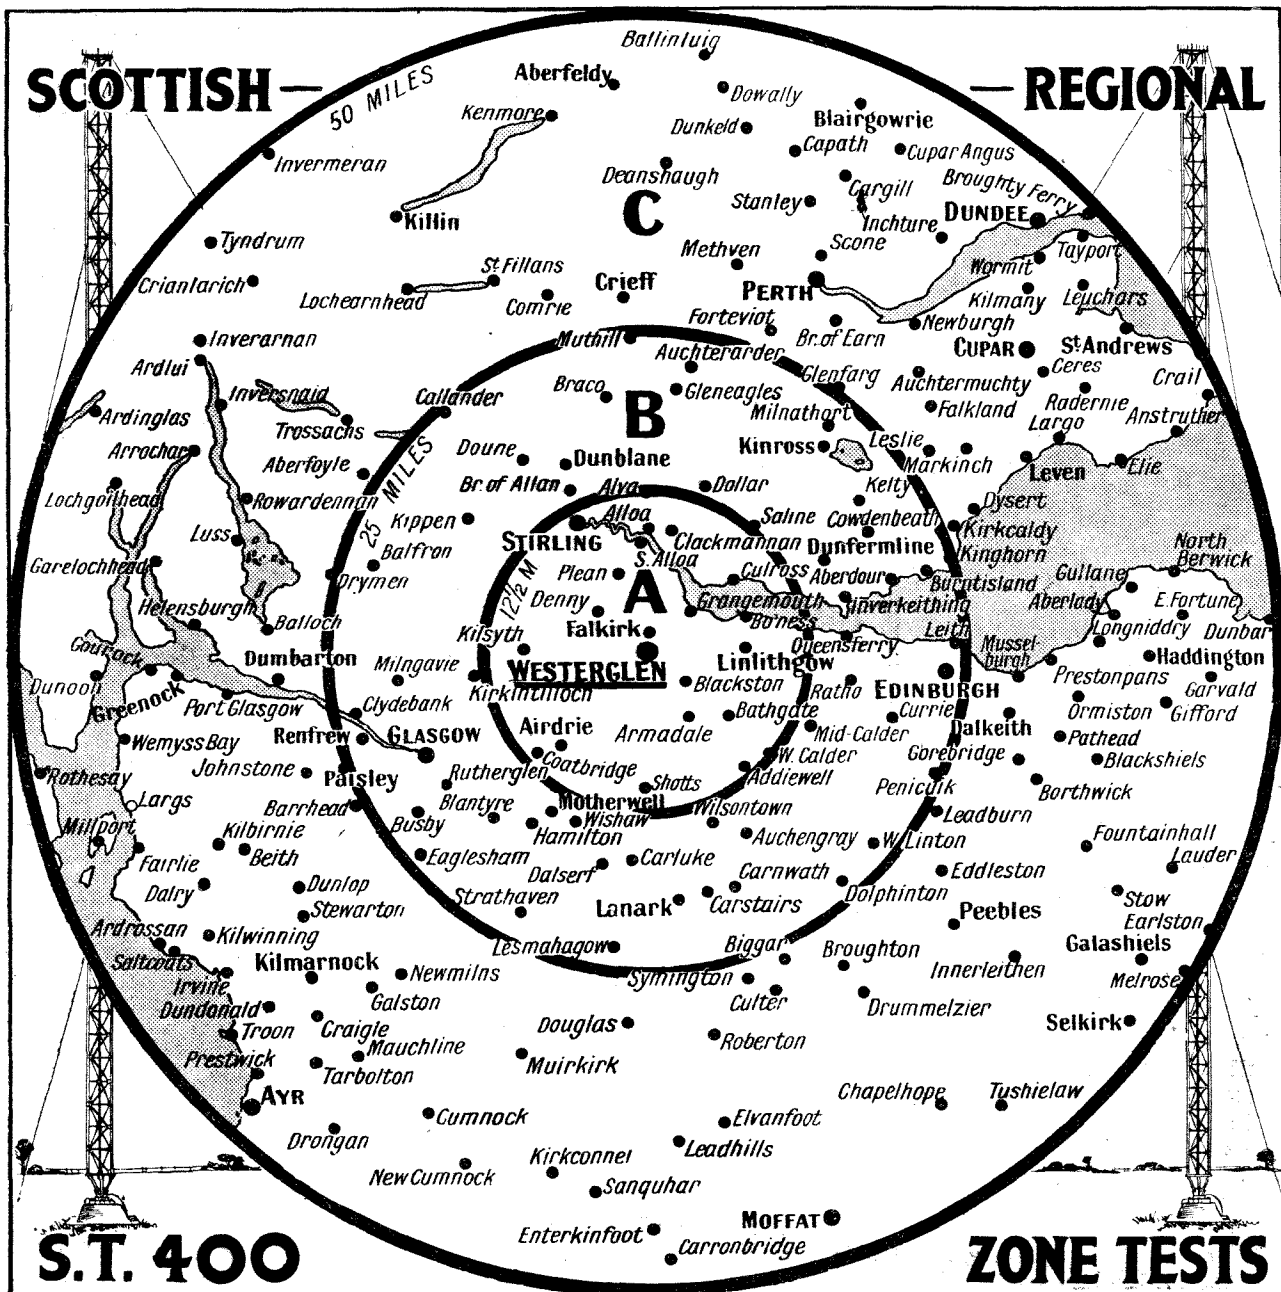 SCOTTISH — — REGIONAL
50 MILES
Ballinluig
Aberfeldy
Dowally
Kenmore
Dunkeld
Blairgowrie
Capath
Cupar Angus
Invermeran
Deanshaugh
Cargill
Broughty Ferry
C
Stanley
Inchture
DUNDEE
Killin
Tyndrum
Methven
Scone
Tayport
Wormit
Crianlarich
St Fillans
Lochearnhead
Comrie
Crieff
PERTH
Kilmany
Leuchars
Forteviot
Br. of Earn
Newburgh
Inverarnan
Muthill
Auchterarder
CUPAR
St Andrews
Ardlui
Glenfarg
Auchtermuchty
Ceres
Crail
Inversnaid
Callander
Braco
Gleneagles
Milnathort
Falkland
Radernie
Anstruther
Ardinglas
Trossachs
B
Largo
Arrochar
Doune
Dunblane
Kinross
Leslie
Markinch
Leven
Elie
Aberfoyle
25 MILES
Lochgoilhead
Rowardennan
Br. of Allan
Alva
Dollar
Kelty
Dysert
Kippen
Alloa
Saline
Cowdenbeath
Kirkcaldy
Luss
STIRLING
Clackmannan
Dunfermline
Kinghorn
North Berwick
Balfron
S. Alloa
Garelochhead
Drymen
12½ M
Plean
Culross
Aberdour
Burntisland
Gullane
A
Helensburgh
Denny
Grangemouth
Inverkeithing
Aberlady
E. Fortune
Balloch
Falkirk
Bo'ness
Leith
Longniddry
Dunbar
Gourock
Kilsyth
Queensferry
Musselburgh
Dumbarton
Milngavie
WESTERGLEN
Linlithgow
Haddington
Dunoon
Kirkintilloch
Blackston
Ratho
EDINBURGH
Prestonpans
Garvald
Greenock
Port Glasgow
Clydebank
Bathgate
Currie
Ormiston
Gifford
Renfrew
GLASGOW
Airdrie
Armadale
Mid-Calder
Dalkeith
Pathead
Wemyss Bay
Gorebridge
Johnstone
Paisley
Rutherglen
Coatbridge
W. Calder
Addiewell
Blackshiels
Rothesay
Shotts
Penicuik
Borthwick
Largs
Barrhead
Blantyre
Motherwell
Wilsontown
Leadburn
Millport
Kilbirnie
Busby
Wishaw
Hamilton
Auchengray
W. Linton
Fountainhall
Fairlie
Beith
Eaglesham
Dalserf
Carluke
Lauder
Dalry
Dunlop
Carnwath
Eddleston
Strathaven
Dolphinton
Stewarton
Lanark
Carstairs
Stow
Peebles
Earlston
Ardrossan
Kilwinning
Lesmahagow
Biggar
Broughton
Galashiels
Saltcoats
Kilmarnock
Newmilns
Symington
Innerleithen
Melrose
Irvine
Galston
Culter
Drummelzier
Dundonald
Craigie
Douglas
Selkirk
Troon
Mauchline
Roberton
Prestwick
Tarbolton
Muirkirk
AYR
Chapelhope
Tushielaw
Cumnock
Elvanfoot
Drongan
Leadhills
New Cumnock
Kirkconnel
Sanquhar
MOFFAT
Enterkinfoot
Carronbridge
S.T. 400
ZONE TESTS